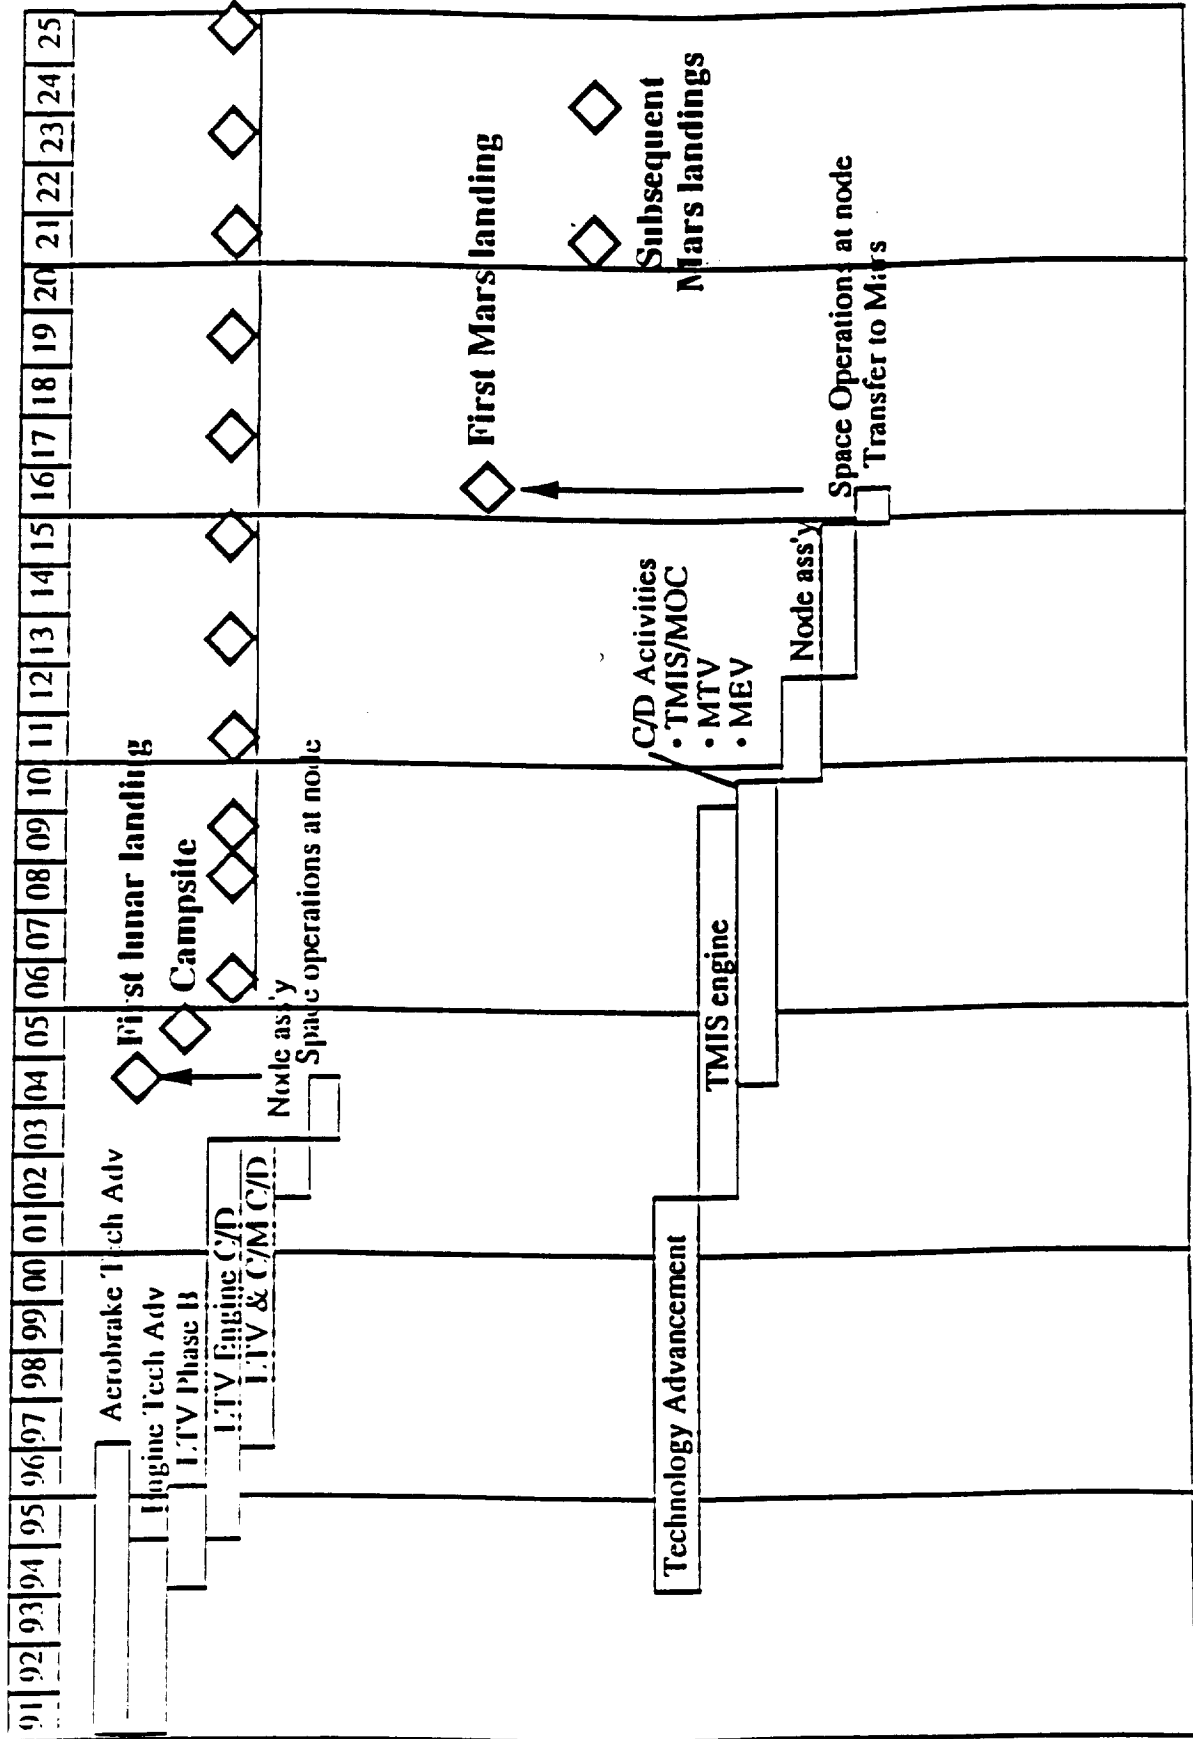 91 92 93 94 95 96 97 98 99 00 01 02 03 04 05 06 07 08 09 10 11 12 13 14 15 16 17 18 19 20 21 22 23 24 25
Aerobrake Tech Adv
First lunar landing
Engine Tech Adv
LTV Phase B
Campsite
LTV Engine C/D
LTV & C/M C/D
Node ass'y
Space operations at node
First Mars landing
Subsequent
Mars landings
Technology Advancement
TMIS engine
C/D Activities
• TMIS/MOC
• MTV
• MEV
Node ass'y
Space Operations at node
Transfer to Mars